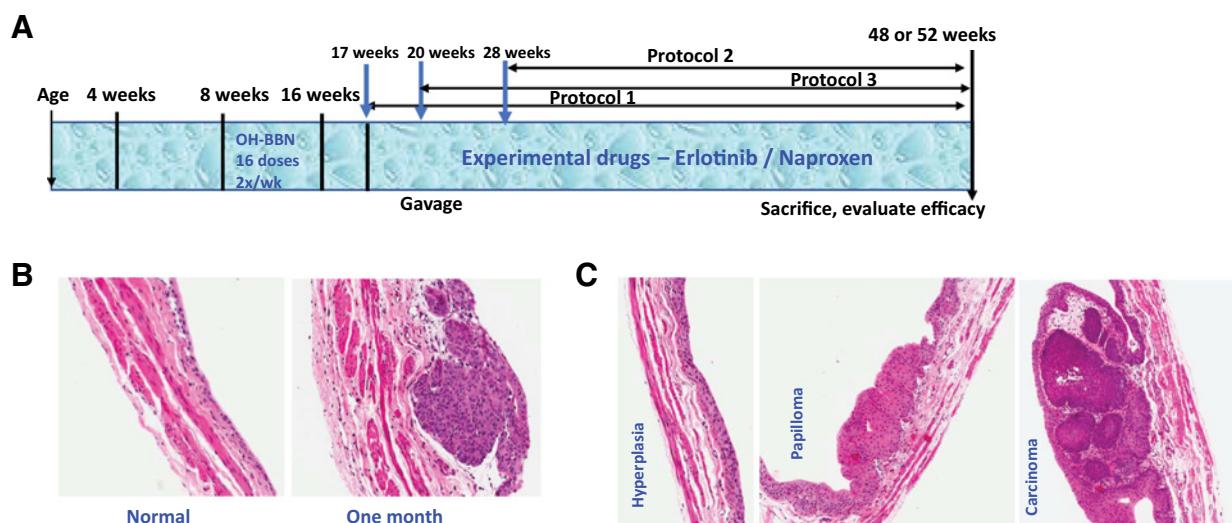 A
48 or 52 weeks
17 weeks
20 weeks
28 weeks
Protocol 2
Protocol 3
Protocol 1
Age
4 weeks
8 weeks
16 weeks
OH-BBN
16 doses
2x/wk
Experimental drugs – Erlotinib / Naproxen
Gavage
Sacrifice, evaluate efficacy
B
Normal
One month
C
Hyperplasia
Papilloma
Carcinoma